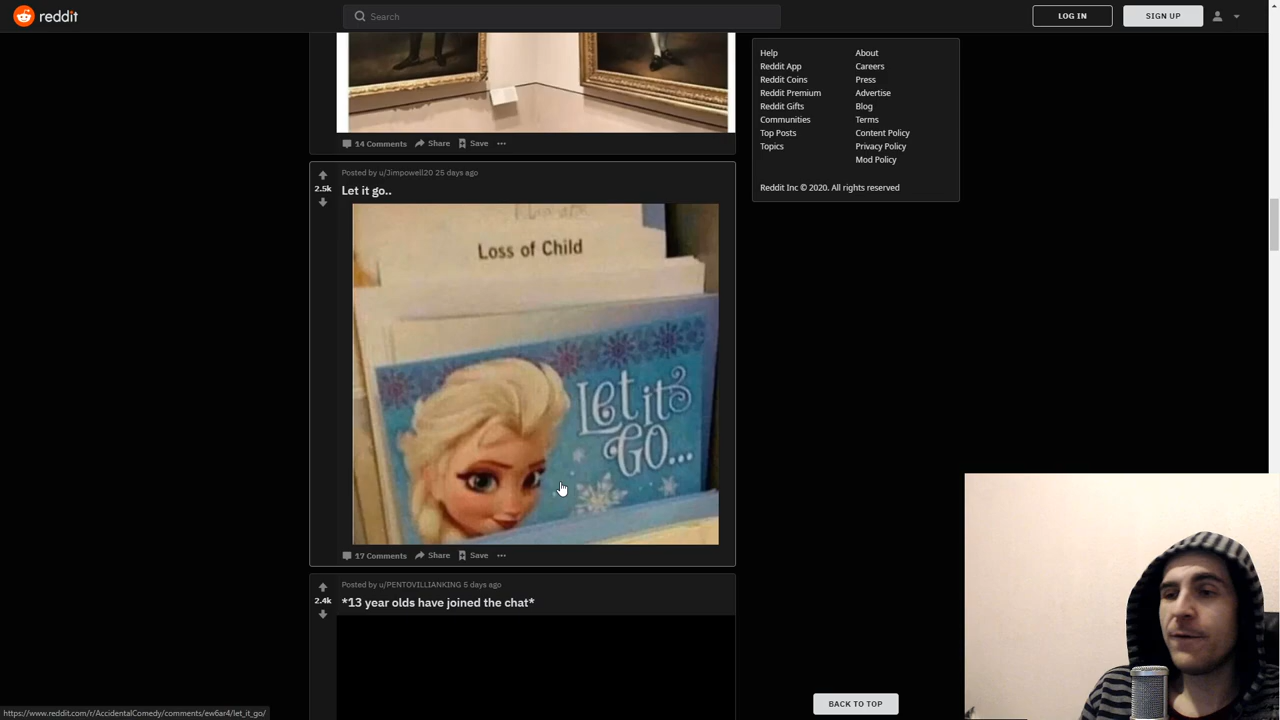 reddit
Search
LOG IN
SIGN UP
14 Comments
Share
Save
Help
Reddit App
Reddit Coins
Reddit Premium
Reddit Gifts
Communities
Top Posts
Topics
About
Careers
Press
Advertise
Blog
Terms
Content Policy
Privacy Policy
Mod Policy
Reddit Inc © 2020. All rights reserved
Posted by u/Jimpowell20 25 days ago
2.5k
Let it go..
Loss of Child
Let it
Go...
17 Comments
Share
Save
Posted by u/PENTOVILLIANKING 5 days ago
2.4k
*13 year olds have joined the chat*
BACK TO TOP
https://www.reddit.com/r/AccidentalComedy/comments/ew6ar4/let_it_go/